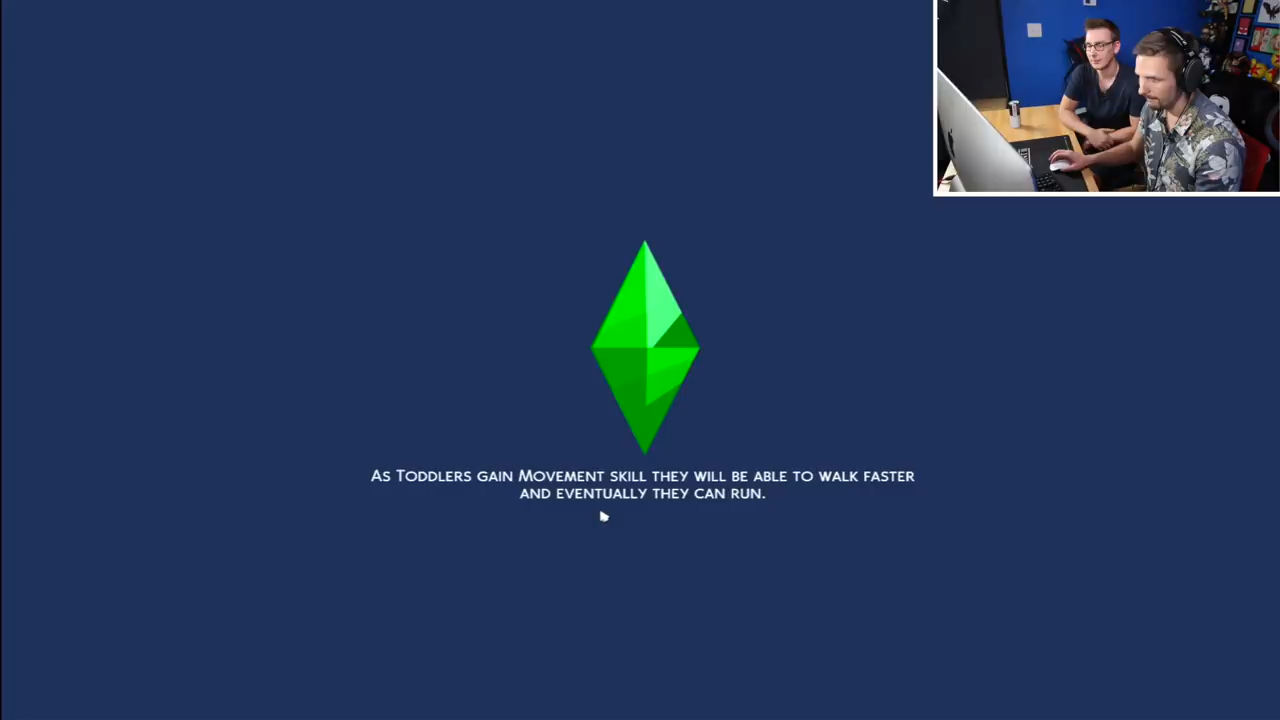 As Toddlers gain Movement skill they will be able to walk faster
and eventually they can run.